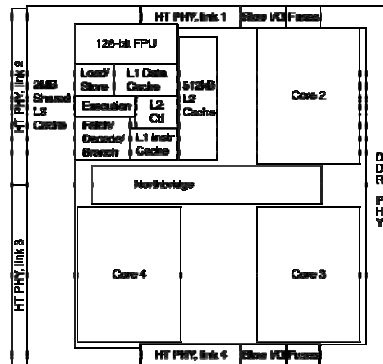 HT PHY, link 1
Slow I/O
Fuses
HT PHY, link 2
128-bit FPU
2MB
Shared
L3
Cache
Load/
Store
L1 Data
Cache
512kB
L2
Cache
Core 2
Execution
L2
Ctl
Fetch/
Decode/
Branch
L1 Instr
Cache
DDR PHY
Northbridge
HT PHY, link 3
Core 4
Core 3
HT PHY, link 4
Slow I/O
Fuses